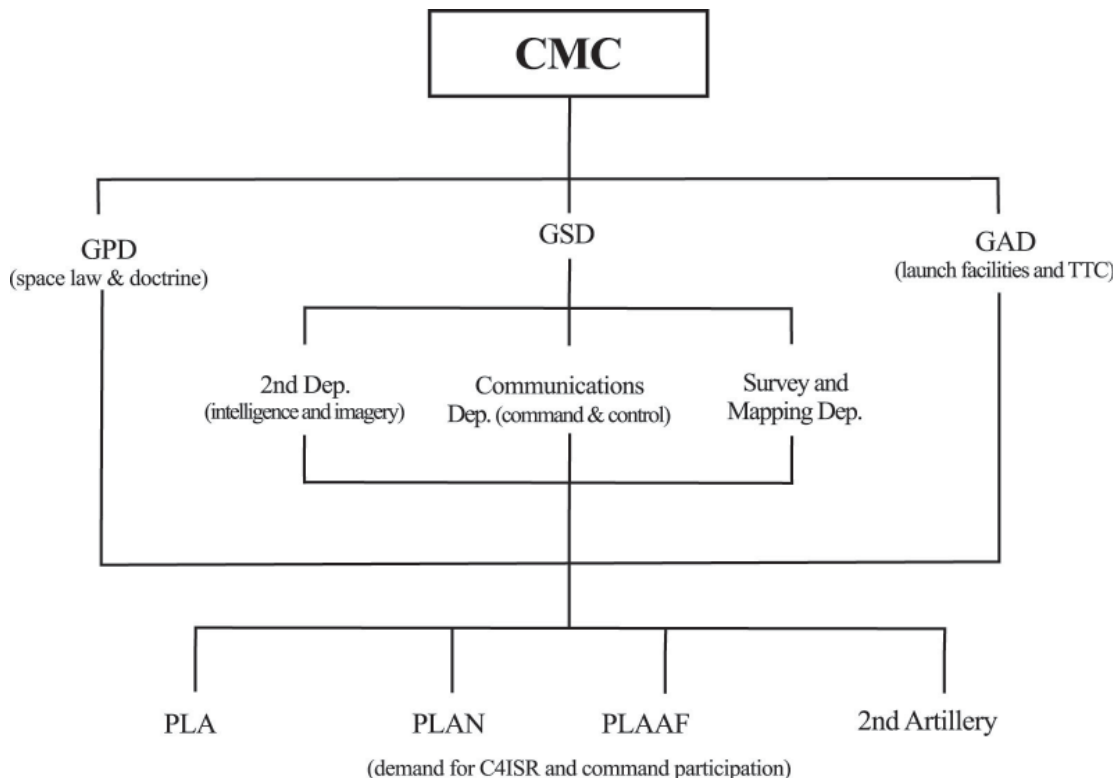 CMC
GPD
(space law & doctrine)
GSD
GAD
(launch facilities and TTC)
2nd Dep.
(intelligence and imagery)
Communications
Dep. (command & control)
Survey and
Mapping Dep.
PLA
PLAN
PLAAF
2nd Artillery
(demand for C4ISR and command participation)